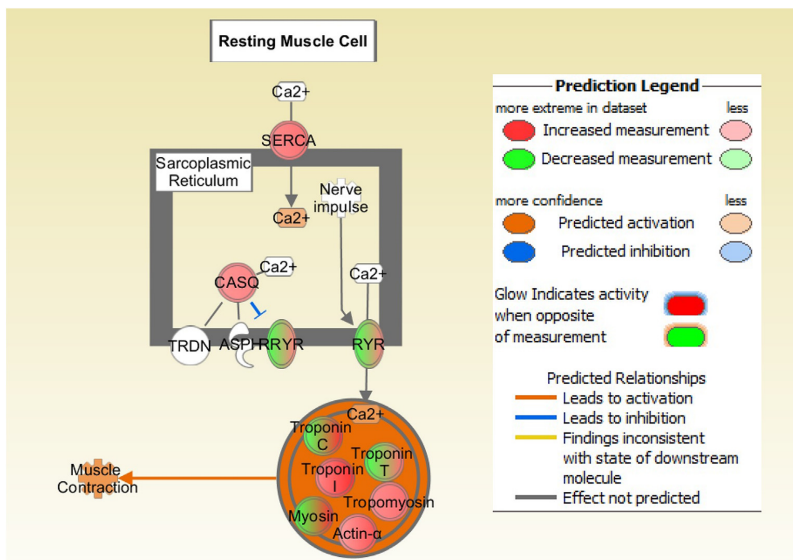 Resting Muscle Cell
Ca2+
SERCA
Sarcoplasmic
Reticulum
Nerve
impulse
Ca2+
Ca2+
Ca2+
CASQ
TRDN
ASPH
RRYR
RYR
Ca2+
Troponin
C
Troponin
T
Troponin
I
Tropomyosin
Myosin
Actin-α
Muscle
Contraction
Prediction Legend
more extreme in dataset less
Increased measurement
Decreased measurement
more confidence less
Predicted activation
Predicted inhibition
Glow Indicates activity
when opposite
of measurement
Predicted Relationships
Leads to activation
Leads to inhibition
Findings inconsistent
with state of downstream
molecule
Effect not predicted